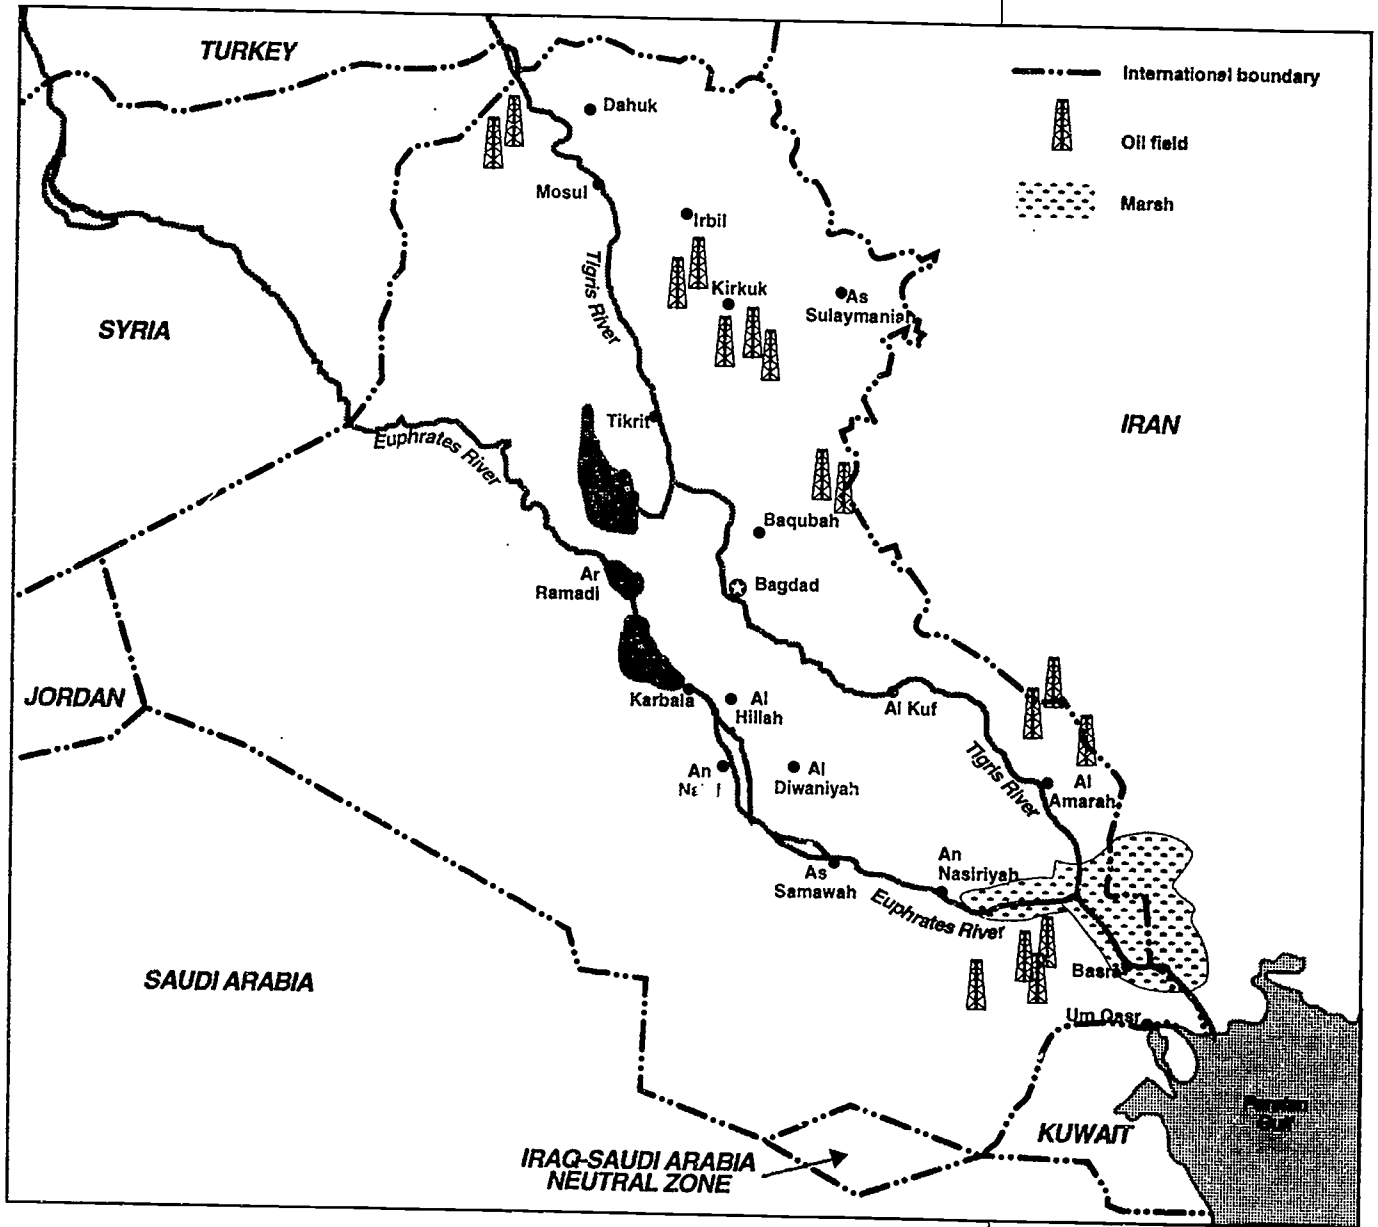 TURKEY
International boundary
Dahuk
Oil field
Mosul
Marsh
Irbil
Tigris River
Kirkuk
As
Sulaymaniah
SYRIA
IRAN
Tikrit
Euphrates River
Baqubah
Ar
Ramadi
Bagdad
JORDAN
Karbala
Al
Hillah
Al Kuf
Tigris River
An
Al
Diwaniyah
Al
Amarah
An
Nasiriyah
As
Samawah
Euphrates River
SAUDI ARABIA
Basra
Um Qasr
Persian
Gulf
KUWAIT
IRAQ-SAUDI ARABIA
NEUTRAL ZONE